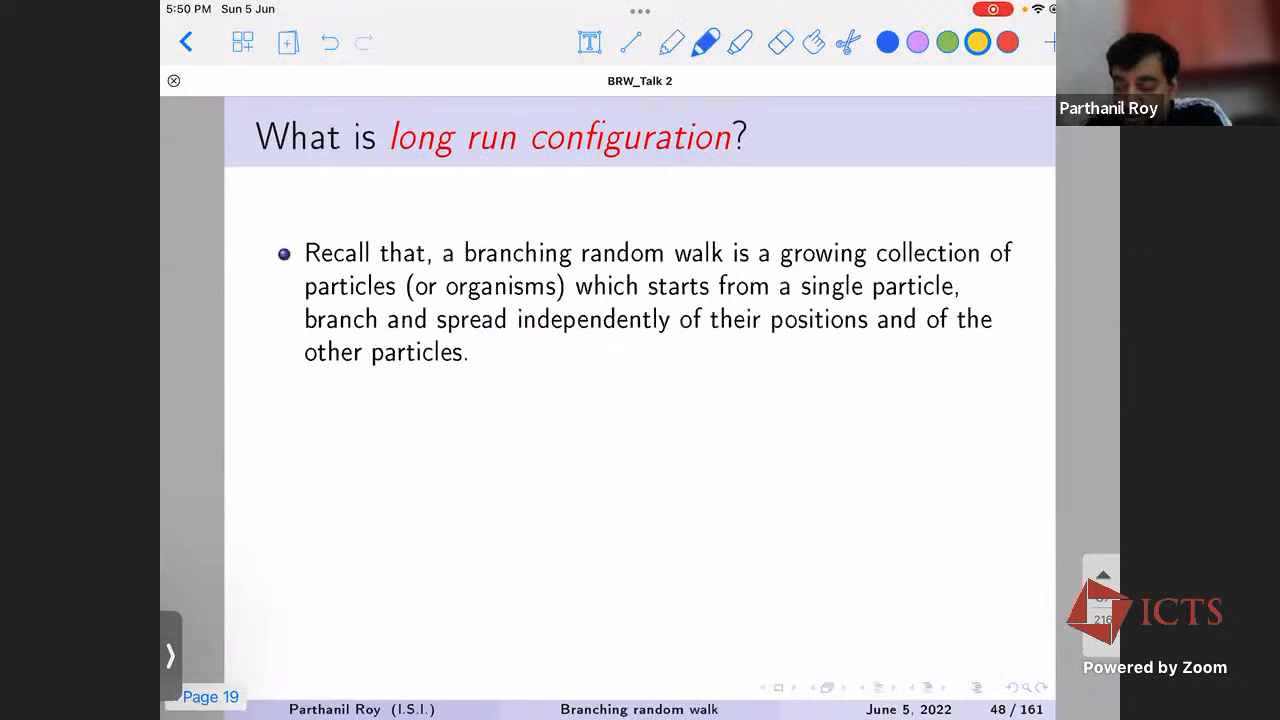 5:50 PM Sun 5 Jun
BRW_Talk 2
Parthanil Roy
What is long run configuration?
Recall that, a branching random walk is a growing collection of
particles (or organisms) which starts from a single particle,
branch and spread independently of their positions and of the
other particles.
216
ICTS
Powered by Zoom
Page 19
Parthanil Roy (I.S.I.) Branching random walk June 5, 2022 48 / 161